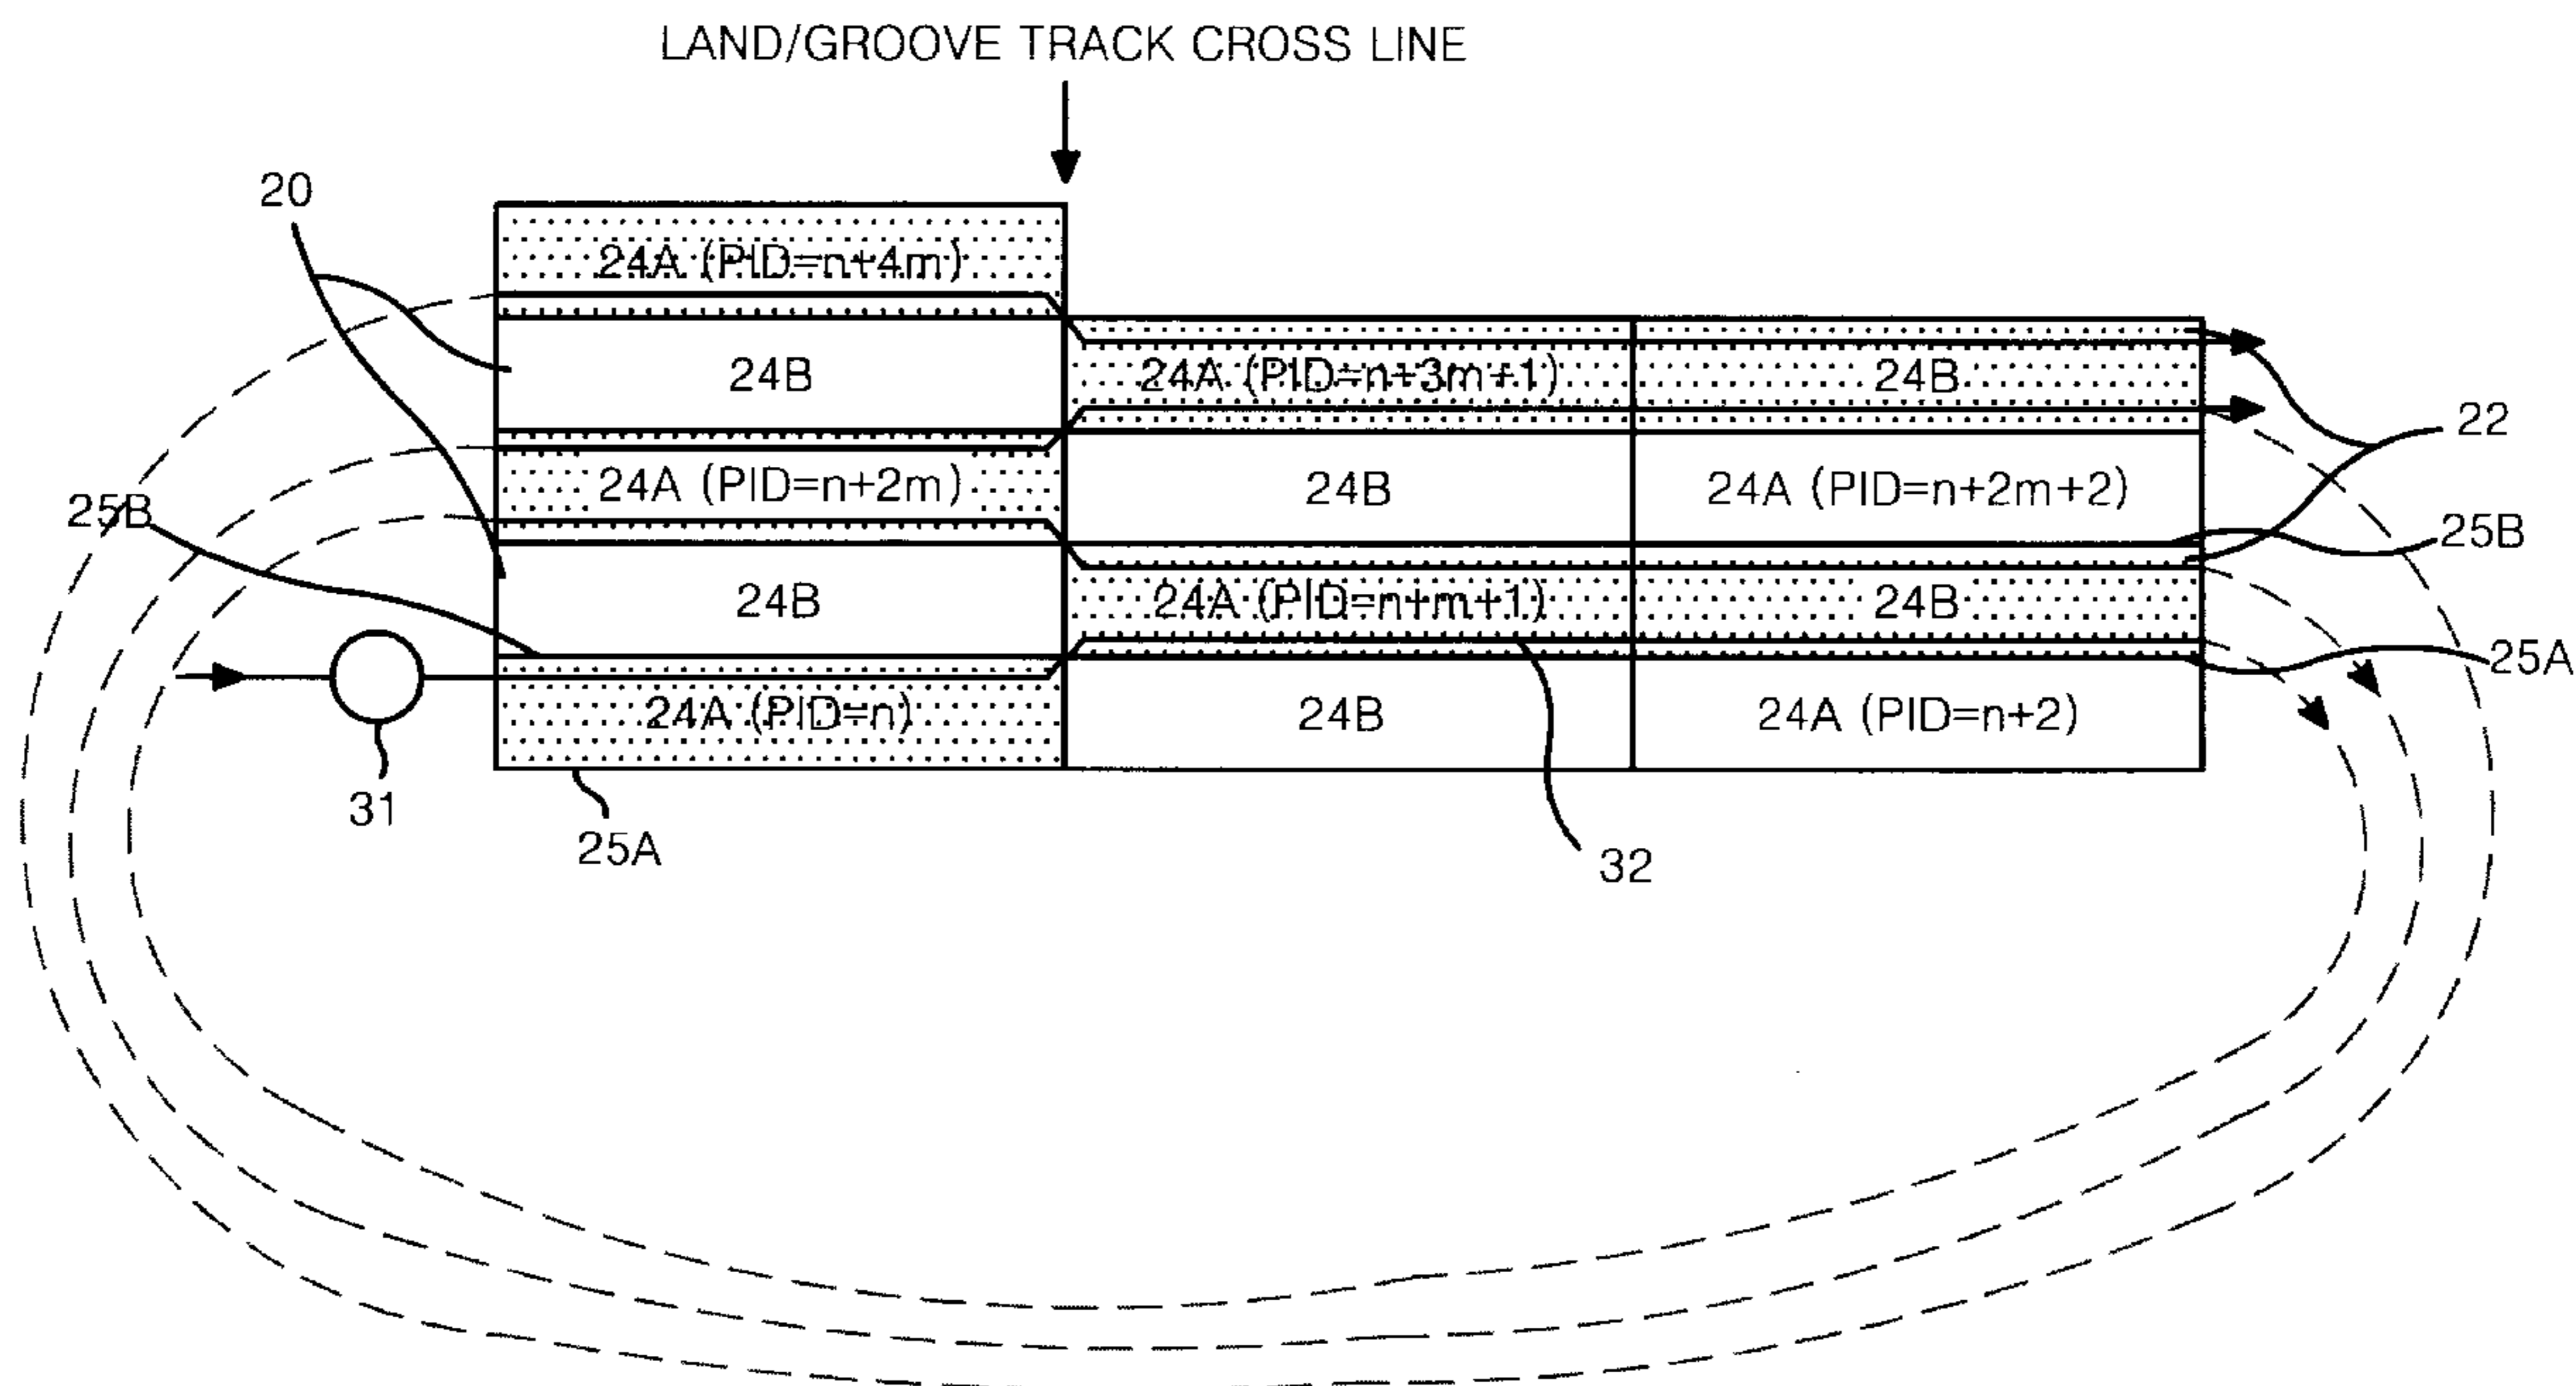 LAND/GROOVE TRACK CROSS LINE
20
24A (PID=n+4m)
24B
24A (PID=n+3m+1)
24B
22
24A (PID=n+2m)
24B
24A (PID=n+2m+2)
25B
25B
24B
24A (PID=n+m+1)
24B
25A
24A (PID=n)
24B
24A (PID=n+2)
31
25A
32